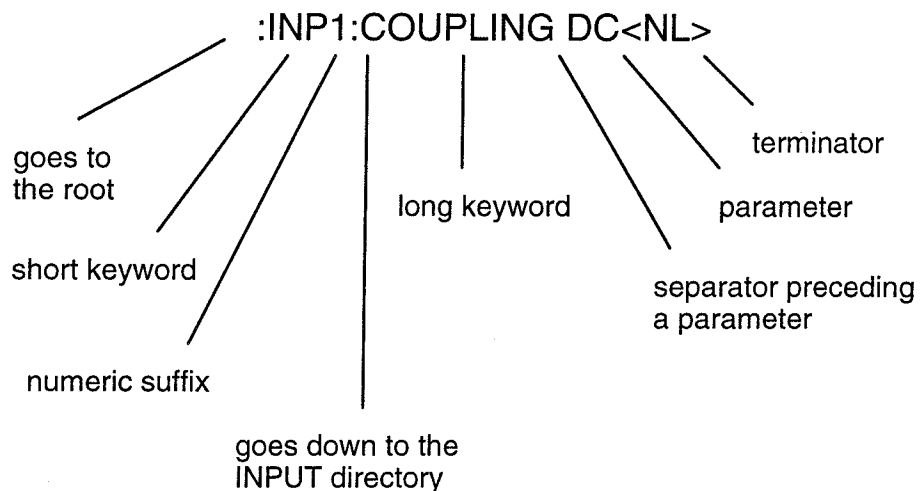 :INP1:COUPLING DC<NL>
goes to
the root
short keyword
numeric suffix
goes down to the
INPUT directory
long keyword
separator preceding
a parameter
parameter
terminator